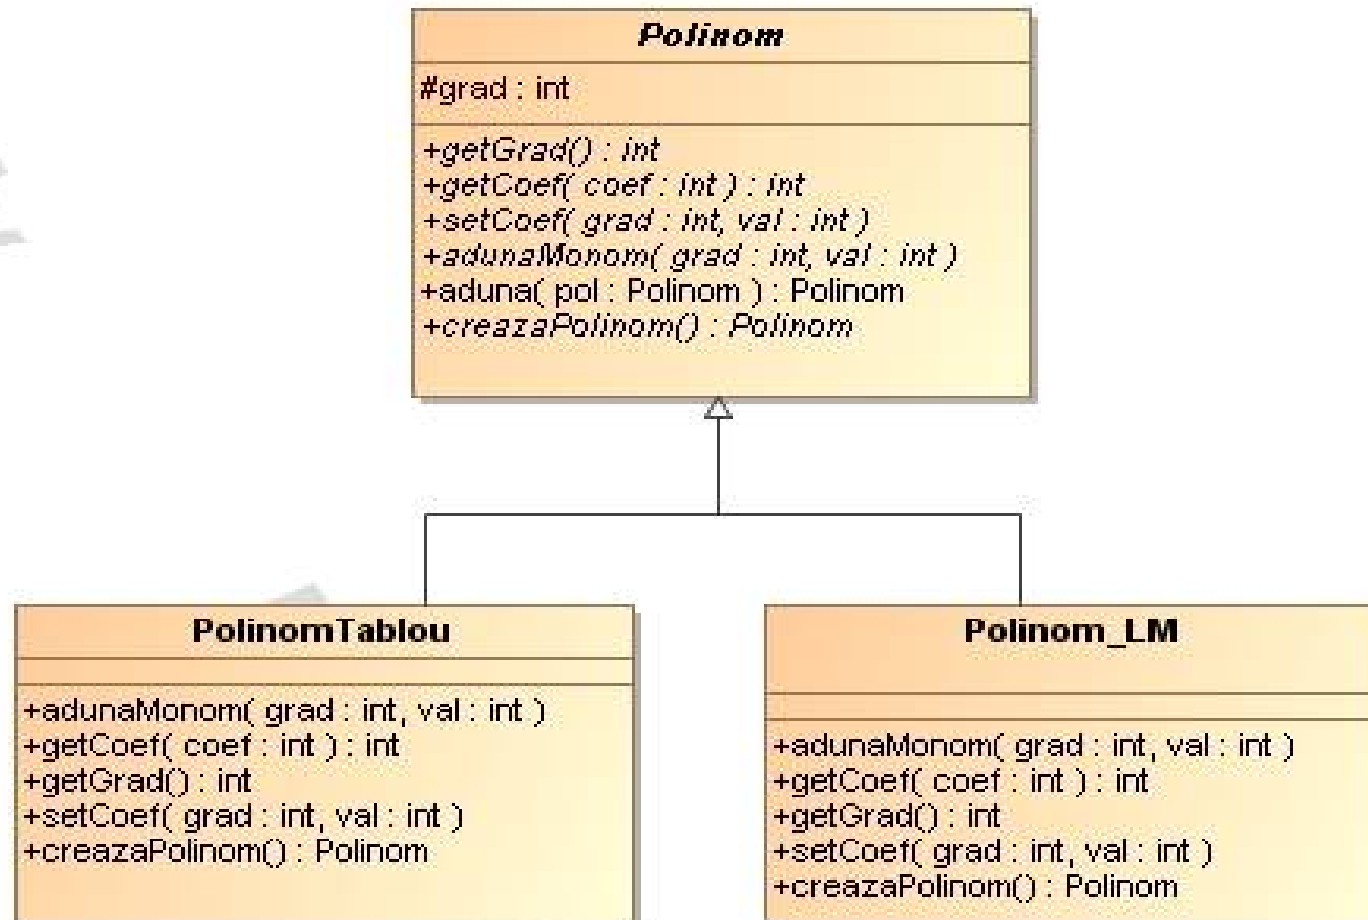 Polinom
#grad : int
+getGrad() : int
+getCoef( coef : int ) : int
+setCoef( grad : int, val : int )
+adunaMonom( grad : int, val : int )
+aduna( pol : Polinom ) : Polinom
+creazaPolinom() : Polinom
PolinomTablou
+adunaMonom( grad : int, val : int )
+getCoef( coef : int ) : int
+getGrad() : int
+setCoef( grad : int, val : int )
+creazaPolinom() : Polinom
Polinom_LM
+adunaMonom( grad : int, val : int )
+getCoef( coef : int ) : int
+getGrad() : int
+setCoef( grad : int, val : int )
+creazaPolinom() : Polinom